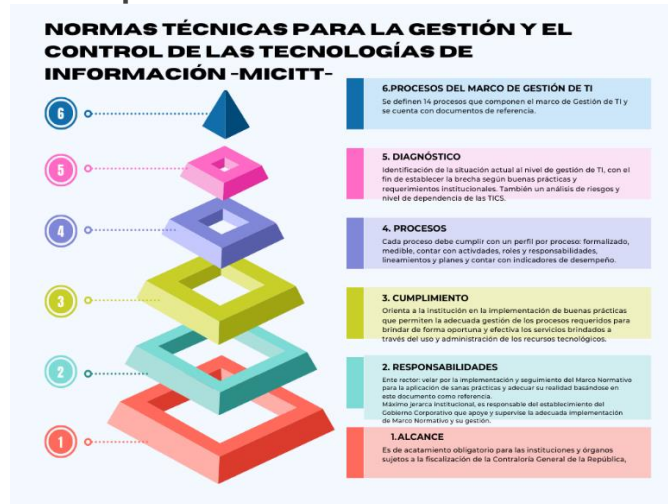 NORMAS TÉCNICAS PARA LA GESTIÓN Y EL
CONTROL DE LAS TECNOLOGÍAS DE
INFORMACIÓN -MICITT-
6
6.PROCESOS DEL MARCO DE GESTIÓN DE TI
Se definen 14 procesos que componen el marco de Gestión de TI y
se cuenta con documentos de referencia.
5
5. DIAGNÓSTICO
Identificación de la situación actual al nivel de gestión de TI, con el
fin de establecer la brecha según buenas prácticas y
requerimientos institucionales. También un análisis de riesgos y
nivel de dependencia de las TICS.
4
4. PROCESOS
Cada proceso debe cumplir con un perfil por proceso: formalizado,
medible, contar con actvdades, roles y responsabilidades,
lineamientos y planes y contar con indicadores de desempeño.
3
3. CUMPLIMIENTO
Orienta a la institución en la implementación de buenas prácticas
que permiten la adecuada gestión de los procesos requeridos para
brindar de forma oportuna y efectiva los servicios brindados a
través del uso y administración de los recursos tecnológicos.
2
2. RESPONSABILIDADES
Ente rector: velar por la implementación y seguimiento del Marco Normativo
para la aplicación de sanas prácticas y adecuar su realidad basándose en
este documento como referencia.
Máximo jerarca institucional, es responsable del establecimiento del
Gobierno Corporativo que apoye y supervise la adecuada implementación
de Marco Normativo y su gestión.
1
1.ALCANCE
Es de acatamiento obligatorio para las instituciones y órganos
sujetos a la fiscalización de la Contraloría General de la República,